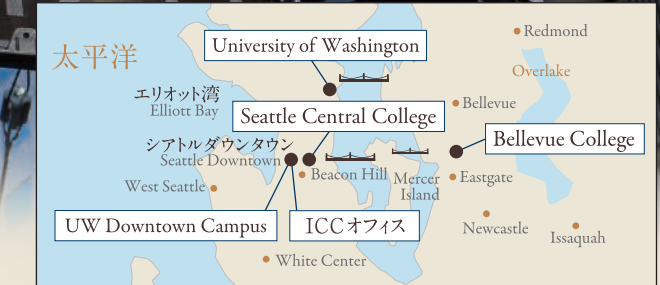 Redmond
University of Washington
太平洋
Overlake
エリオット湾
Elliott Bay
Bellevue
Seattle Central College
Bellevue College
シアトルダウンタウン
Seattle Downtown
Beacon Hill
Mercer
Island
Eastgate
West Seattle
UW Downtown Campus
ICCオフィス
Newcastle
Issaquah
White Center